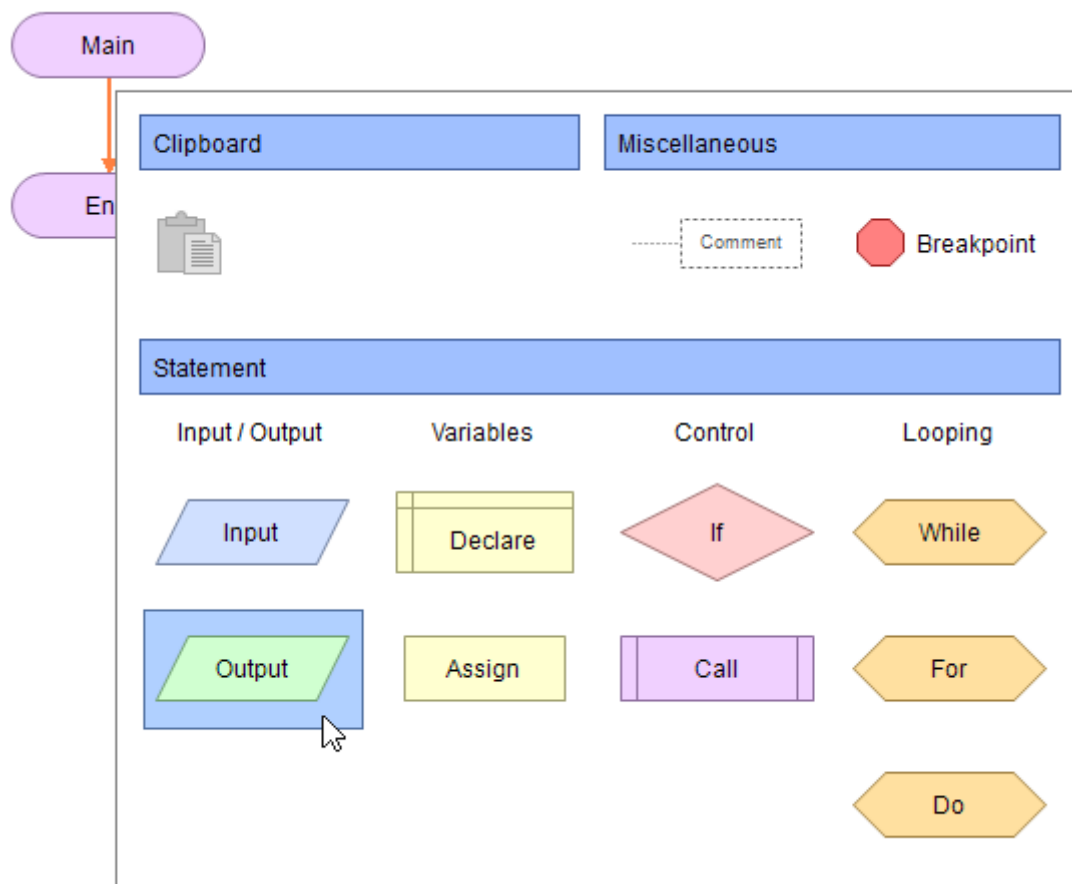 Main
En
Clipboard
Miscellaneous
Comment
Breakpoint
Statement
Input / Output
Variables
Control
Looping
Input
Declare
If
While
Output
Assign
Call
For
Do